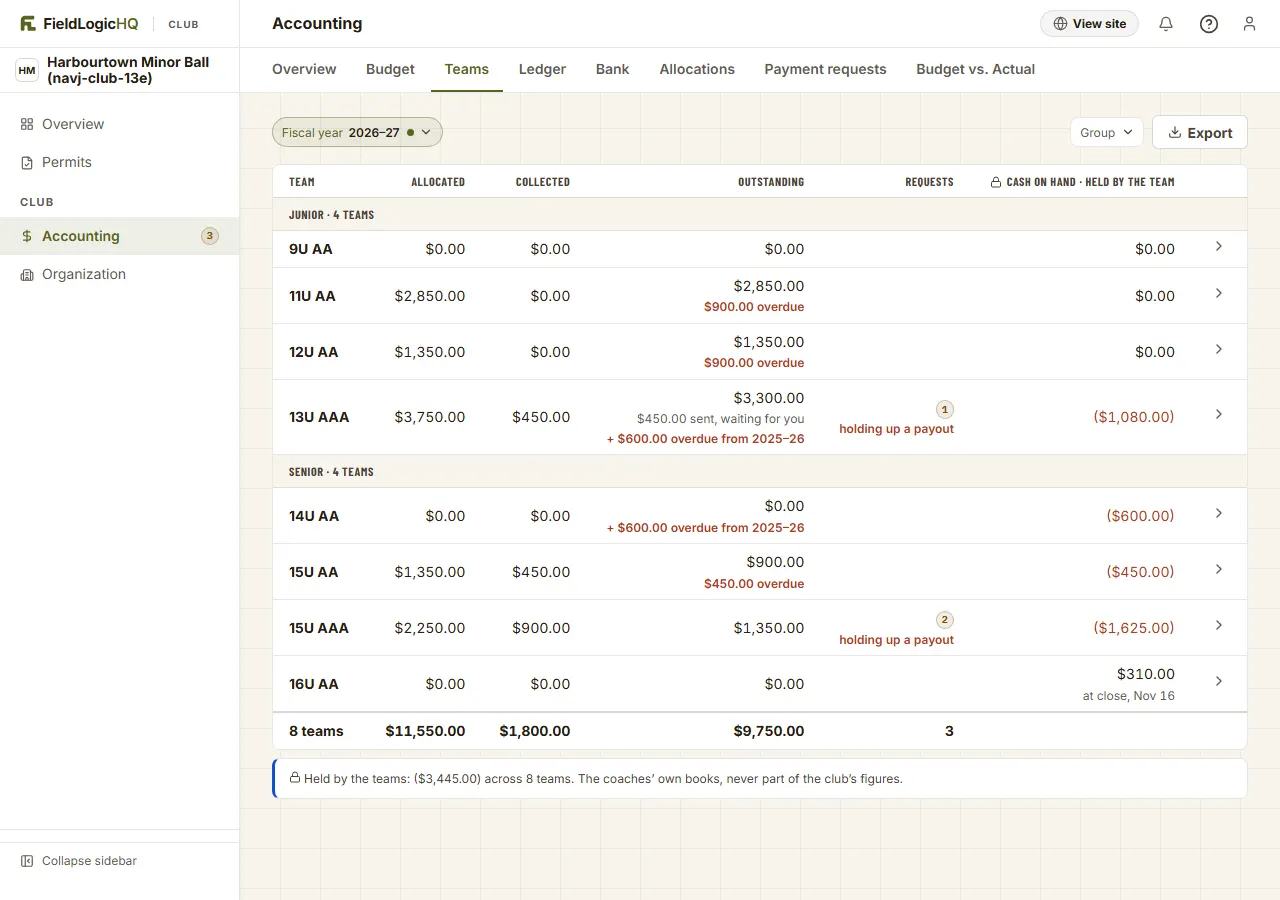 FieldLogicHQ CLUB
Accounting
View site
HM
Harbourtown Minor Ball
(navj-club-13e)
Overview Budget Teams Ledger Bank Allocations Payment requests Budget vs. Actual
Overview
Permits
CLUB
Accounting 3
Organization
Collapse sidebar
Fiscal year 2026–27
Group
Export
TEAM ALLOCATED COLLECTED OUTSTANDING REQUESTS CASH ON HAND · HELD BY THE TEAM
JUNIOR · 4 TEAMS
9U AA $0.00 $0.00 $0.00 $0.00
11U AA $2,850.00 $0.00 $2,850.00 $0.00
$900.00 overdue
12U AA $1,350.00 $0.00 $1,350.00 $0.00
$900.00 overdue
13U AAA $3,750.00 $450.00 $3,300.00 1 ($1,080.00)
$450.00 sent, waiting for you
holding up a payout
+ $600.00 overdue from 2025–26
SENIOR · 4 TEAMS
14U AA $0.00 $0.00 $0.00 ($600.00)
+ $600.00 overdue from 2025–26
15U AA $1,350.00 $450.00 $900.00 ($450.00)
$450.00 overdue
15U AAA $2,250.00 $900.00 $1,350.00 2 ($1,625.00)
holding up a payout
16U AA $0.00 $0.00 $0.00 $310.00
at close, Nov 16
8 teams $11,550.00 $1,800.00 $9,750.00 3
Held by the teams: ($3,445.00) across 8 teams. The coaches’ own books, never part of the club’s figures.